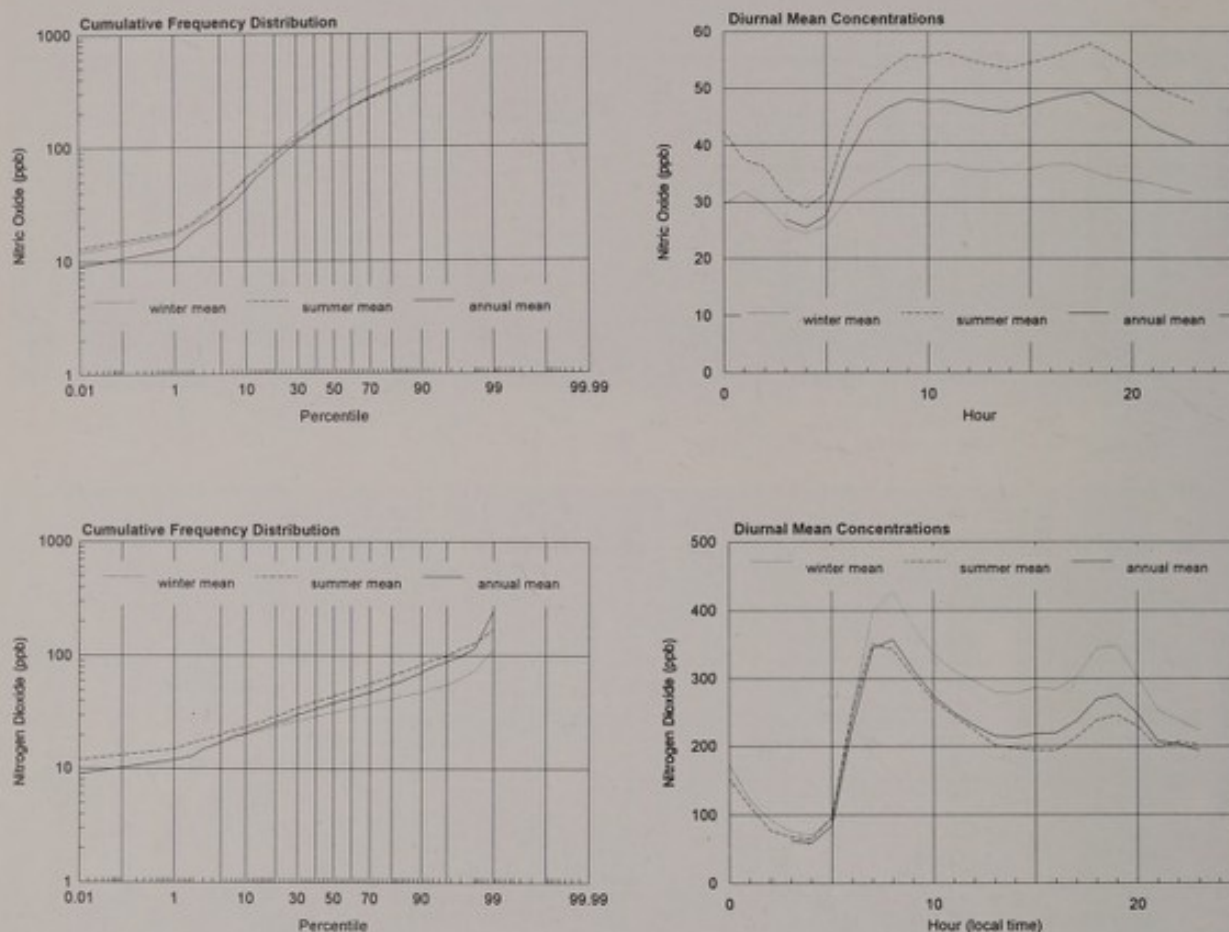 Cumulative Frequency Distribution
1000
100
10
1
Nitric Oxide (ppb)
winter mean summer mean annual mean
0.01 1 10 30 50 70 90 99 99.99
Percentile
Diurnal Mean Concentrations
60
50
40
30
20
10
0
Nitric Oxide (ppb)
winter mean summer mean annual mean
0 10 20
Hour
Cumulative Frequency Distribution
1000
100
10
1
Nitrogen Dioxide (ppb)
winter mean summer mean annual mean
0.01 1 10 30 50 70 90 99 99.99
Percentile
Diurnal Mean Concentrations
500
400
300
200
100
0
Nitrogen Dioxide (ppb)
winter mean summer mean annual mean
0 10 20
Hour (local time)